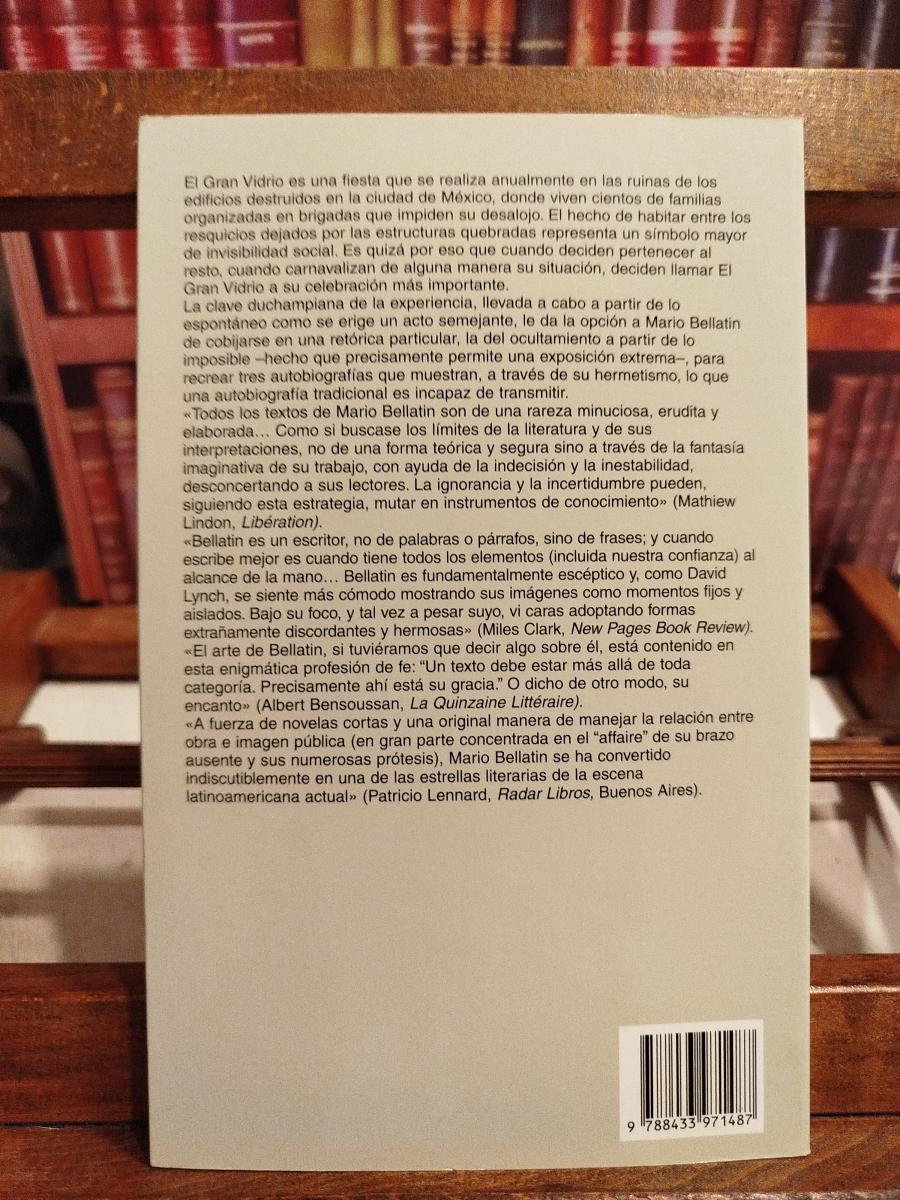 El Gran Vidrio es una fiesta que se realiza anualmente en las ruinas de los
edificios destruidos en la ciudad de México, donde viven cientos de familias
organizadas en brigadas que impiden su desalojo. El hecho de habitar entre los
resquicios dejados por las estructuras quebradas representa un símbolo mayor
de invisibilidad social. Es quizá por eso que cuando deciden pertenecer al
resto, cuando carnavalizan de alguna manera su situación, deciden llamar El
Gran Vidrio a su celebración más importante.
La clave duchampiana de la experiencia, llevada a cabo a partir de lo
espontáneo como se erige un acto semejante, le da la opción a Mario Bellatin
de cobijarse en una retórica particular, la del ocultamiento a partir de lo
imposible –hecho que precisamente permite una exposición extrema–, para
recrear tres autobiografías que muestran, a través de su hermetismo, lo que
una autobiografía tradicional es incapaz de transmitir.
«Todos los textos de Mario Bellatin son de una rareza minuciosa, erudita y
elaborada… Como si buscase los límites de la literatura y de sus
interpretaciones, no de una forma teórica y segura sino a través de la fantasía
imaginativa de su trabajo, con ayuda de la indecisión y la inestabilidad,
desconcertando a sus lectores. La ignorancia y la incertidumbre pueden,
siguiendo esta estrategia, mutar en instrumentos de conocimiento» (Mathiew
Lindon, Libération).
«Bellatin es un escritor, no de palabras o párrafos, sino de frases; y cuando
escribe mejor es cuando tiene todos los elementos (incluida nuestra confianza) al
alcance de la mano… Bellatin es fundamentalmente escéptico y, como David
Lynch, se siente más cómodo mostrando sus imágenes como momentos fijos y
aislados. Bajo su foco, y tal vez a pesar suyo, vi caras adoptando formas
extrañamente discordantes y hermosas» (Miles Clark, New Pages Book Review).
«El arte de Bellatin, si tuviéramos que decir algo sobre él, está contenido en
esta enigmática profesión de fe: “Un texto debe estar más allá de toda
categoría. Precisamente ahí está su gracia.” O dicho de otro modo, su
encanto» (Albert Bensoussan, La Quinzaine Littéraire).
«A fuerza de novelas cortas y una original manera de manejar la relación entre
obra e imagen pública (en gran parte concentrada en el “affaire” de su brazo
ausente y sus numerosas prótesis), Mario Bellatin se ha convertido
indiscutiblemente en una de las estrellas literarias de la escena
latinoamericana actual» (Patricio Lennard, Radar Libros, Buenos Aires).
9 788433 971487